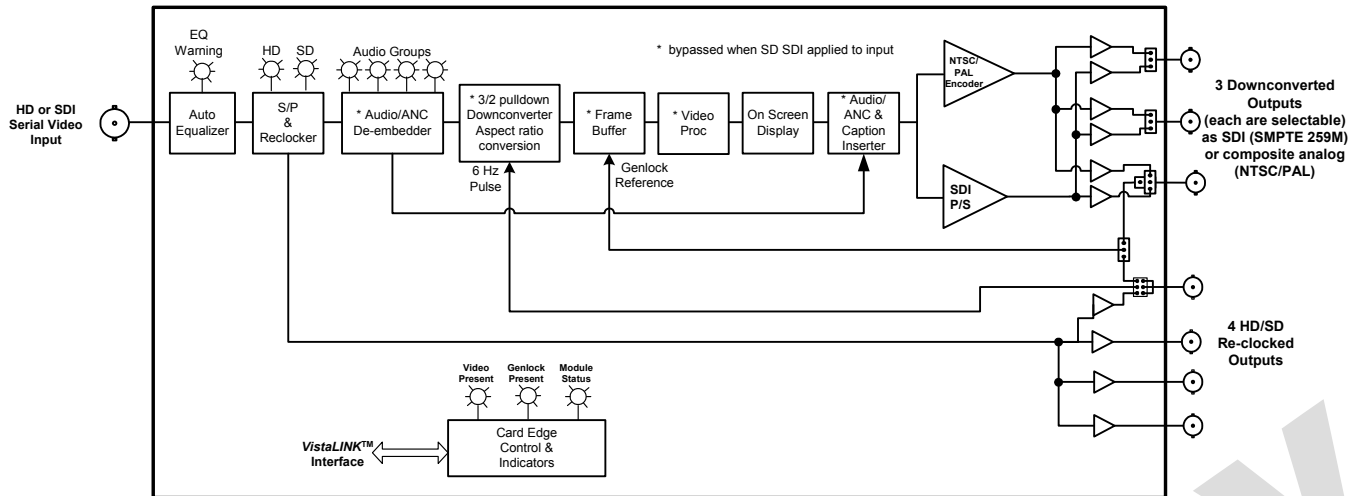 EQ
Warning
HD SD
Audio Groups
* bypassed when SD SDI applied to input
HD or SDI
Serial Video
Input
Auto
Equalizer
S/P
&
Reclocker
* Audio/ANC
De-embedder
* 3/2 pulldown
Downconverter
Aspect ratio
conversion
* Frame
Buffer
* Video
Proc
On Screen
Display
* Audio/
ANC &
Caption
Inserter
NTSC/
PAL
Encoder
SDI
P/S
3 Downconverted
Outputs
(each are selectable)
as SDI (SMPTE 259M)
or composite analog
(NTSC/PAL)
6 Hz
Pulse
Genlock
Reference
4 HD/SD
Re-clocked
Outputs
Video
Present
Genlock
Present
Module
Status
VistaLINK™
Interface
Card Edge
Control &
Indicators